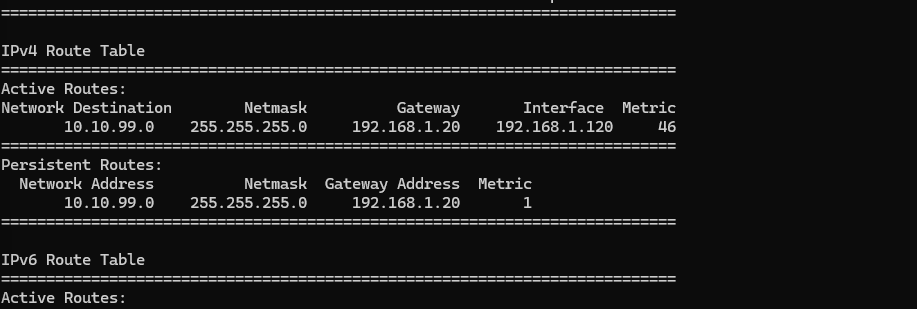 ===========================================================================
IPv4 Route Table
===========================================================================
Active Routes:
Network Destination        Netmask          Gateway       Interface  Metric
       10.10.99.0    255.255.255.0     192.168.1.20    192.168.1.120     46
===========================================================================
Persistent Routes:
  Network Address          Netmask  Gateway Address  Metric
       10.10.99.0    255.255.255.0     192.168.1.20       1
===========================================================================
IPv6 Route Table
===========================================================================
Active Routes: